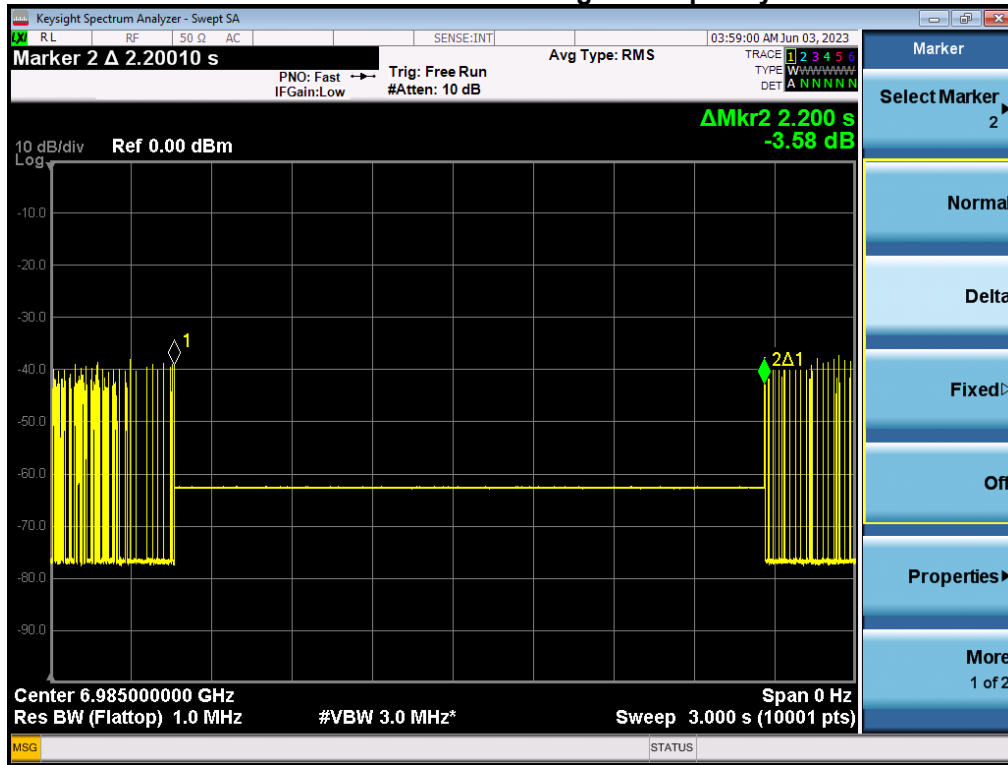 Keysight Spectrum Analyzer - Swept SA
LXI RL RF 50 Ω AC SENSE:INT 03:59:00 AM Jun 03, 2023
Marker 2 Δ 2.20010 s
PNO: Fast
IFGain:Low
Trig: Free Run
#Atten: 10 dB
Avg Type: RMS
TRACE 1 2 3 4 5 6
TYPE WWWWWW
DET A N N N N N
ΔMkr2 2.200 s
-3.58 dB
10 dB/div Ref 0.00 dBm
Log
-10.0
-20.0
-30.0
1
-40.0
2Δ1
-50.0
-60.0
-70.0
-80.0
-90.0
Center 6.985000000 GHz Span 0 Hz
Res BW (Flattop) 1.0 MHz #VBW 3.0 MHz* Sweep 3.000 s (10001 pts)
MSG STATUS
Marker
Select Marker
2
Normal
Delta
Fixed
Off
Properties
More
1 of 2